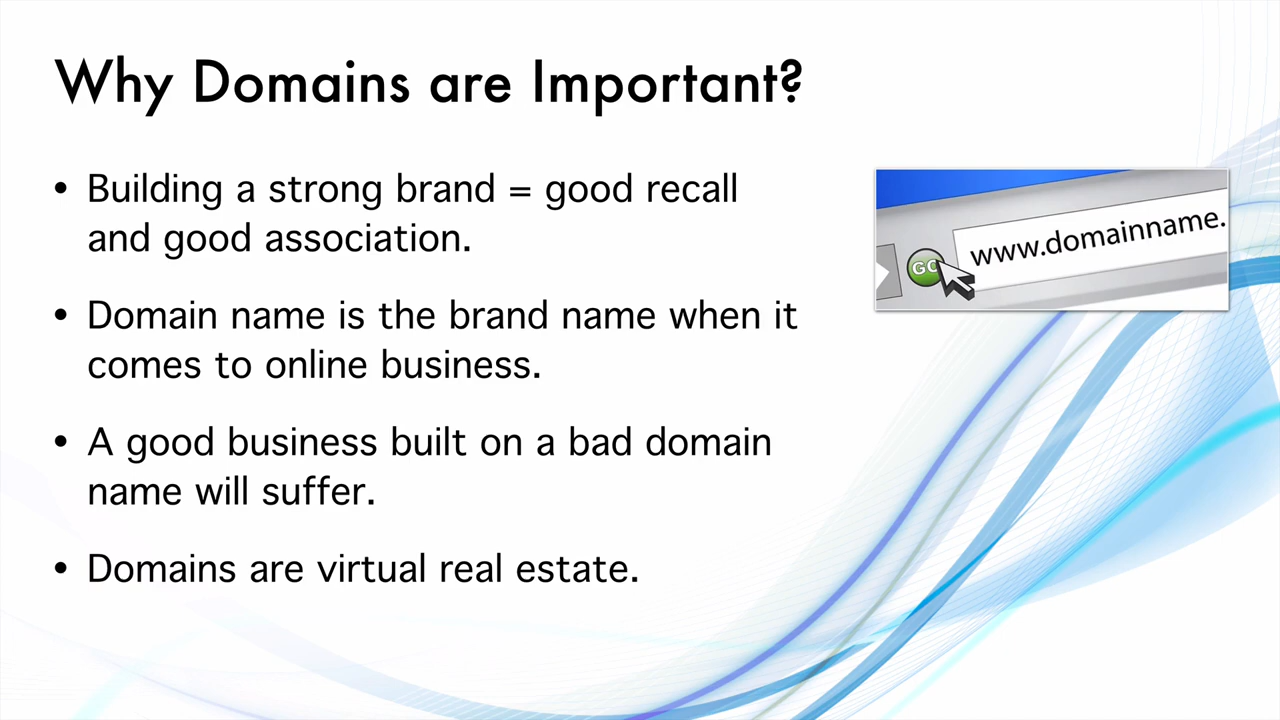 Why Domains are Important?
• Building a strong brand = good recall
and good association.
• Domain name is the brand name when it
comes to online business.
• A good business built on a bad domain
name will suffer.
• Domains are virtual real estate.
GO
www.domainname.